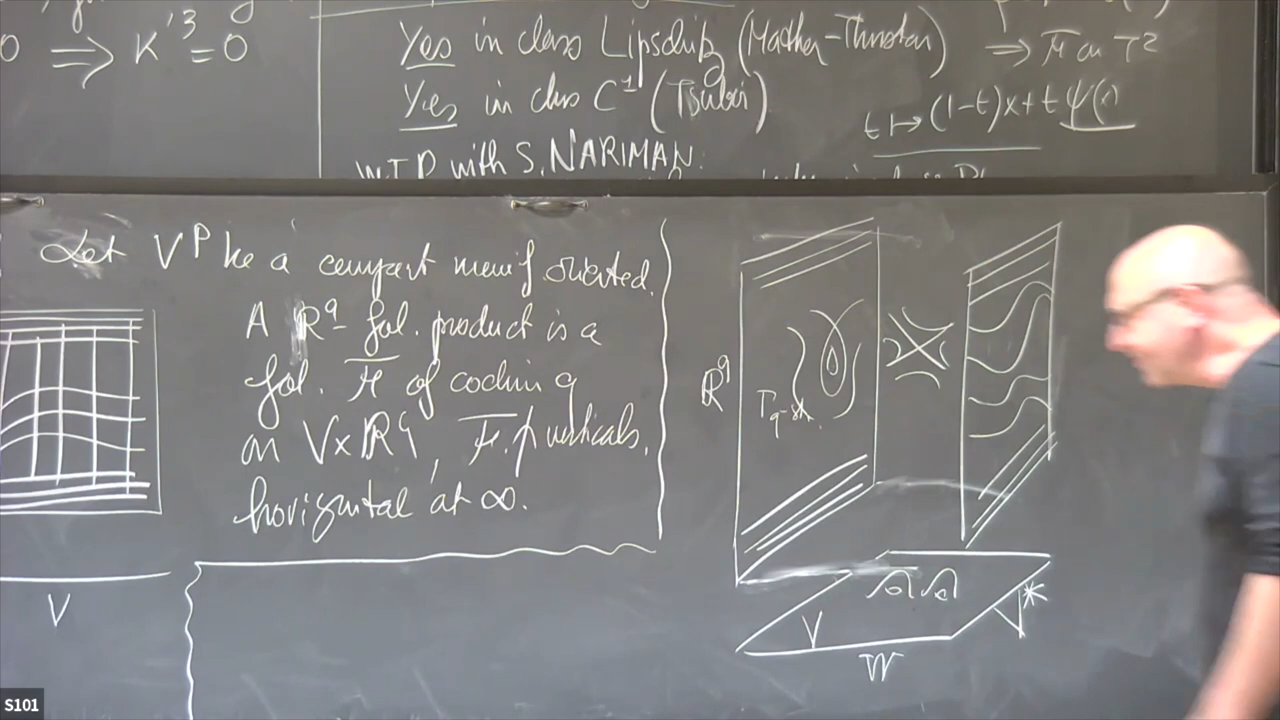 0 ⟹ K'³=0
Yes in class Lipschitz (Mather-Thurston)
Yes in class C¹ (Tsuboi)
W.I.P with S. NARIMAN:
⟹ on T²
t ↦ (1-t)x+t ψ(x)
Let Vᵖ be a compact manif oriented.
A ℝ^q-fol. product is a
fol. of codim q
on V×ℝ^q, verticals,
horizontal at ∞.
V
ℝ^q
V
W
V*
S101